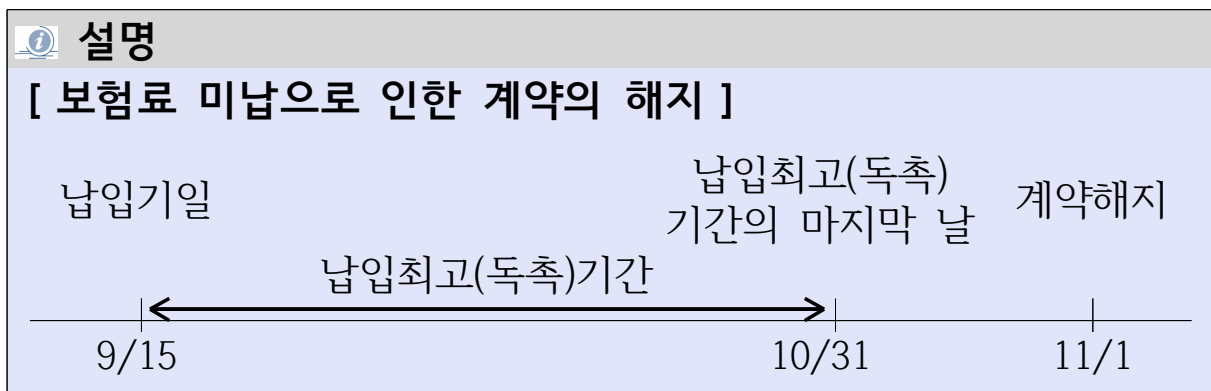 설명
[ 보험료 미납으로 인한 계약의 해지 ]
납입기일
납입최고(독촉)
기간의 마지막 날
계약해지
납입최고(독촉)기간
9/15
10/31
11/1